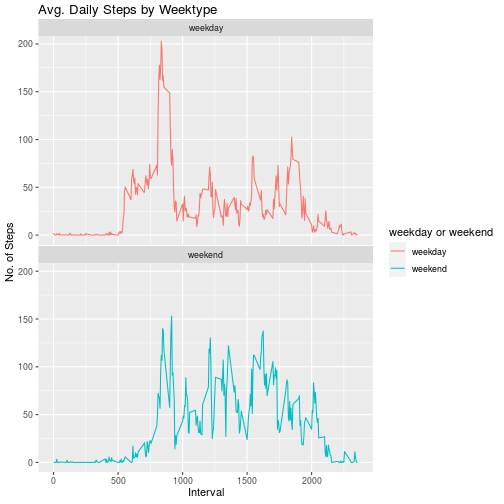 Avg. Daily Steps by Weektype
weekday
200
150
100
50
0
weekend
200
150
100
50
0
0
500
1000
1500
2000
Interval
No. of Steps
weekday or weekend
weekday
weekend